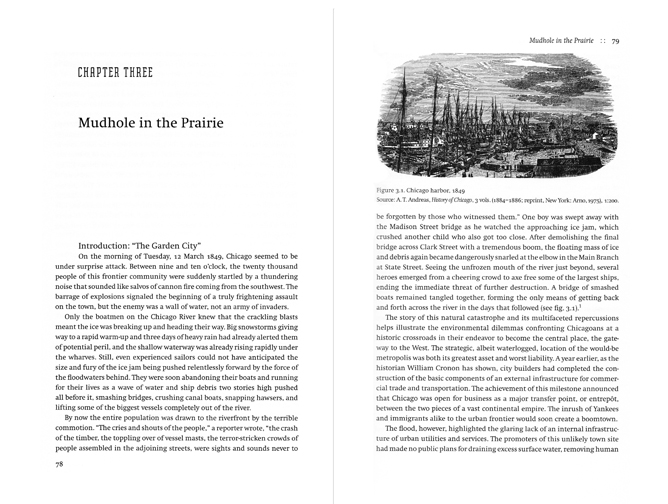 CHAPTER THREE
Mudhole in the Prairie
Introduction: “The Garden City”
On the morning of Tuesday, 12 March 1849, Chicago seemed to be
under surprise attack. Between nine and ten o’clock, the twenty thousand
people of this frontier community were suddenly startled by a thundering
noise that sounded like salvos of cannon fire coming from the southwest. The
barrage of explosions signaled the beginning of a truly frightening assault
on the town, but the enemy was a wall of water, not an army of invaders.
Only the boatmen on the Chicago River knew that the crackling blasts
meant the ice was breaking up and heading their way. Big snowstorms giving
way to a rapid warm-up and three days of heavy rain had already alerted them
of potential peril, and the shallow waterway was already rising rapidly under
the wharves. Still, even experienced sailors could not have anticipated the
size and fury of the ice jam being pushed relentlessly forward by the force of
the floodwaters behind. They were soon abandoning their boats and running
for their lives as a wave of water and ship debris two stories high pushed
all before it, smashing bridges, crushing canal boats, snapping hawsers, and
lifting some of the biggest vessels completely out of the river.
By now the entire population was drawn to the riverfront by the terrible
commotion. “The cries and shouts of the people,” a reporter wrote, “the crash
of the timber, the toppling over of vessel masts, the terror-stricken crowds of
people assembled in the adjoining streets, were sights and sounds never to
78
Mudhole in the Prairie :: 79
Figure 3.1. Chicago harbor, 1849
Source: A. T. Andreas, History of Chicago, 3 vols. (1884–1886; reprint, New York: Arno, 1975), 1:200.
be forgotten by those who witnessed them.” One boy was swept away with
the Madison Street bridge as he watched the approaching ice jam, which
crushed another child who also got too close. After demolishing the final
bridge across Clark Street with a tremendous boom, the floating mass of ice
and debris again became dangerously snarled at the elbow in the Main Branch
at State Street. Seeing the unfrozen mouth of the river just beyond, several
heroes emerged from a cheering crowd to axe free some of the largest ships,
ending the immediate threat of further destruction. A bridge of smashed
boats remained tangled together, forming the only means of getting back
and forth across the river in the days that followed (see fig. 3.1).¹
The story of this natural catastrophe and its multifaceted repercussions
helps illustrate the environmental dilemmas confronting Chicagoans at a
historic crossroads in their endeavor to become the central place, the gate-
way to the West. The strategic, albeit waterlogged, location of the would-be
metropolis was both its greatest asset and worst liability. A year earlier, as the
historian William Cronon has shown, city builders had completed the con-
struction of the basic components of an external infrastructure for commer-
cial trade and transportation. The achievement of this milestone announced
that Chicago was open for business as a major transfer point, or entrepôt,
between the two pieces of a vast continental empire. The inrush of Yankees
and immigrants alike to the urban frontier would soon create a boomtown.
The flood, however, highlighted the glaring lack of an internal infrastruc-
ture of urban utilities and services. The promoters of this unlikely town site
had made no public plans for draining excess surface water, removing human